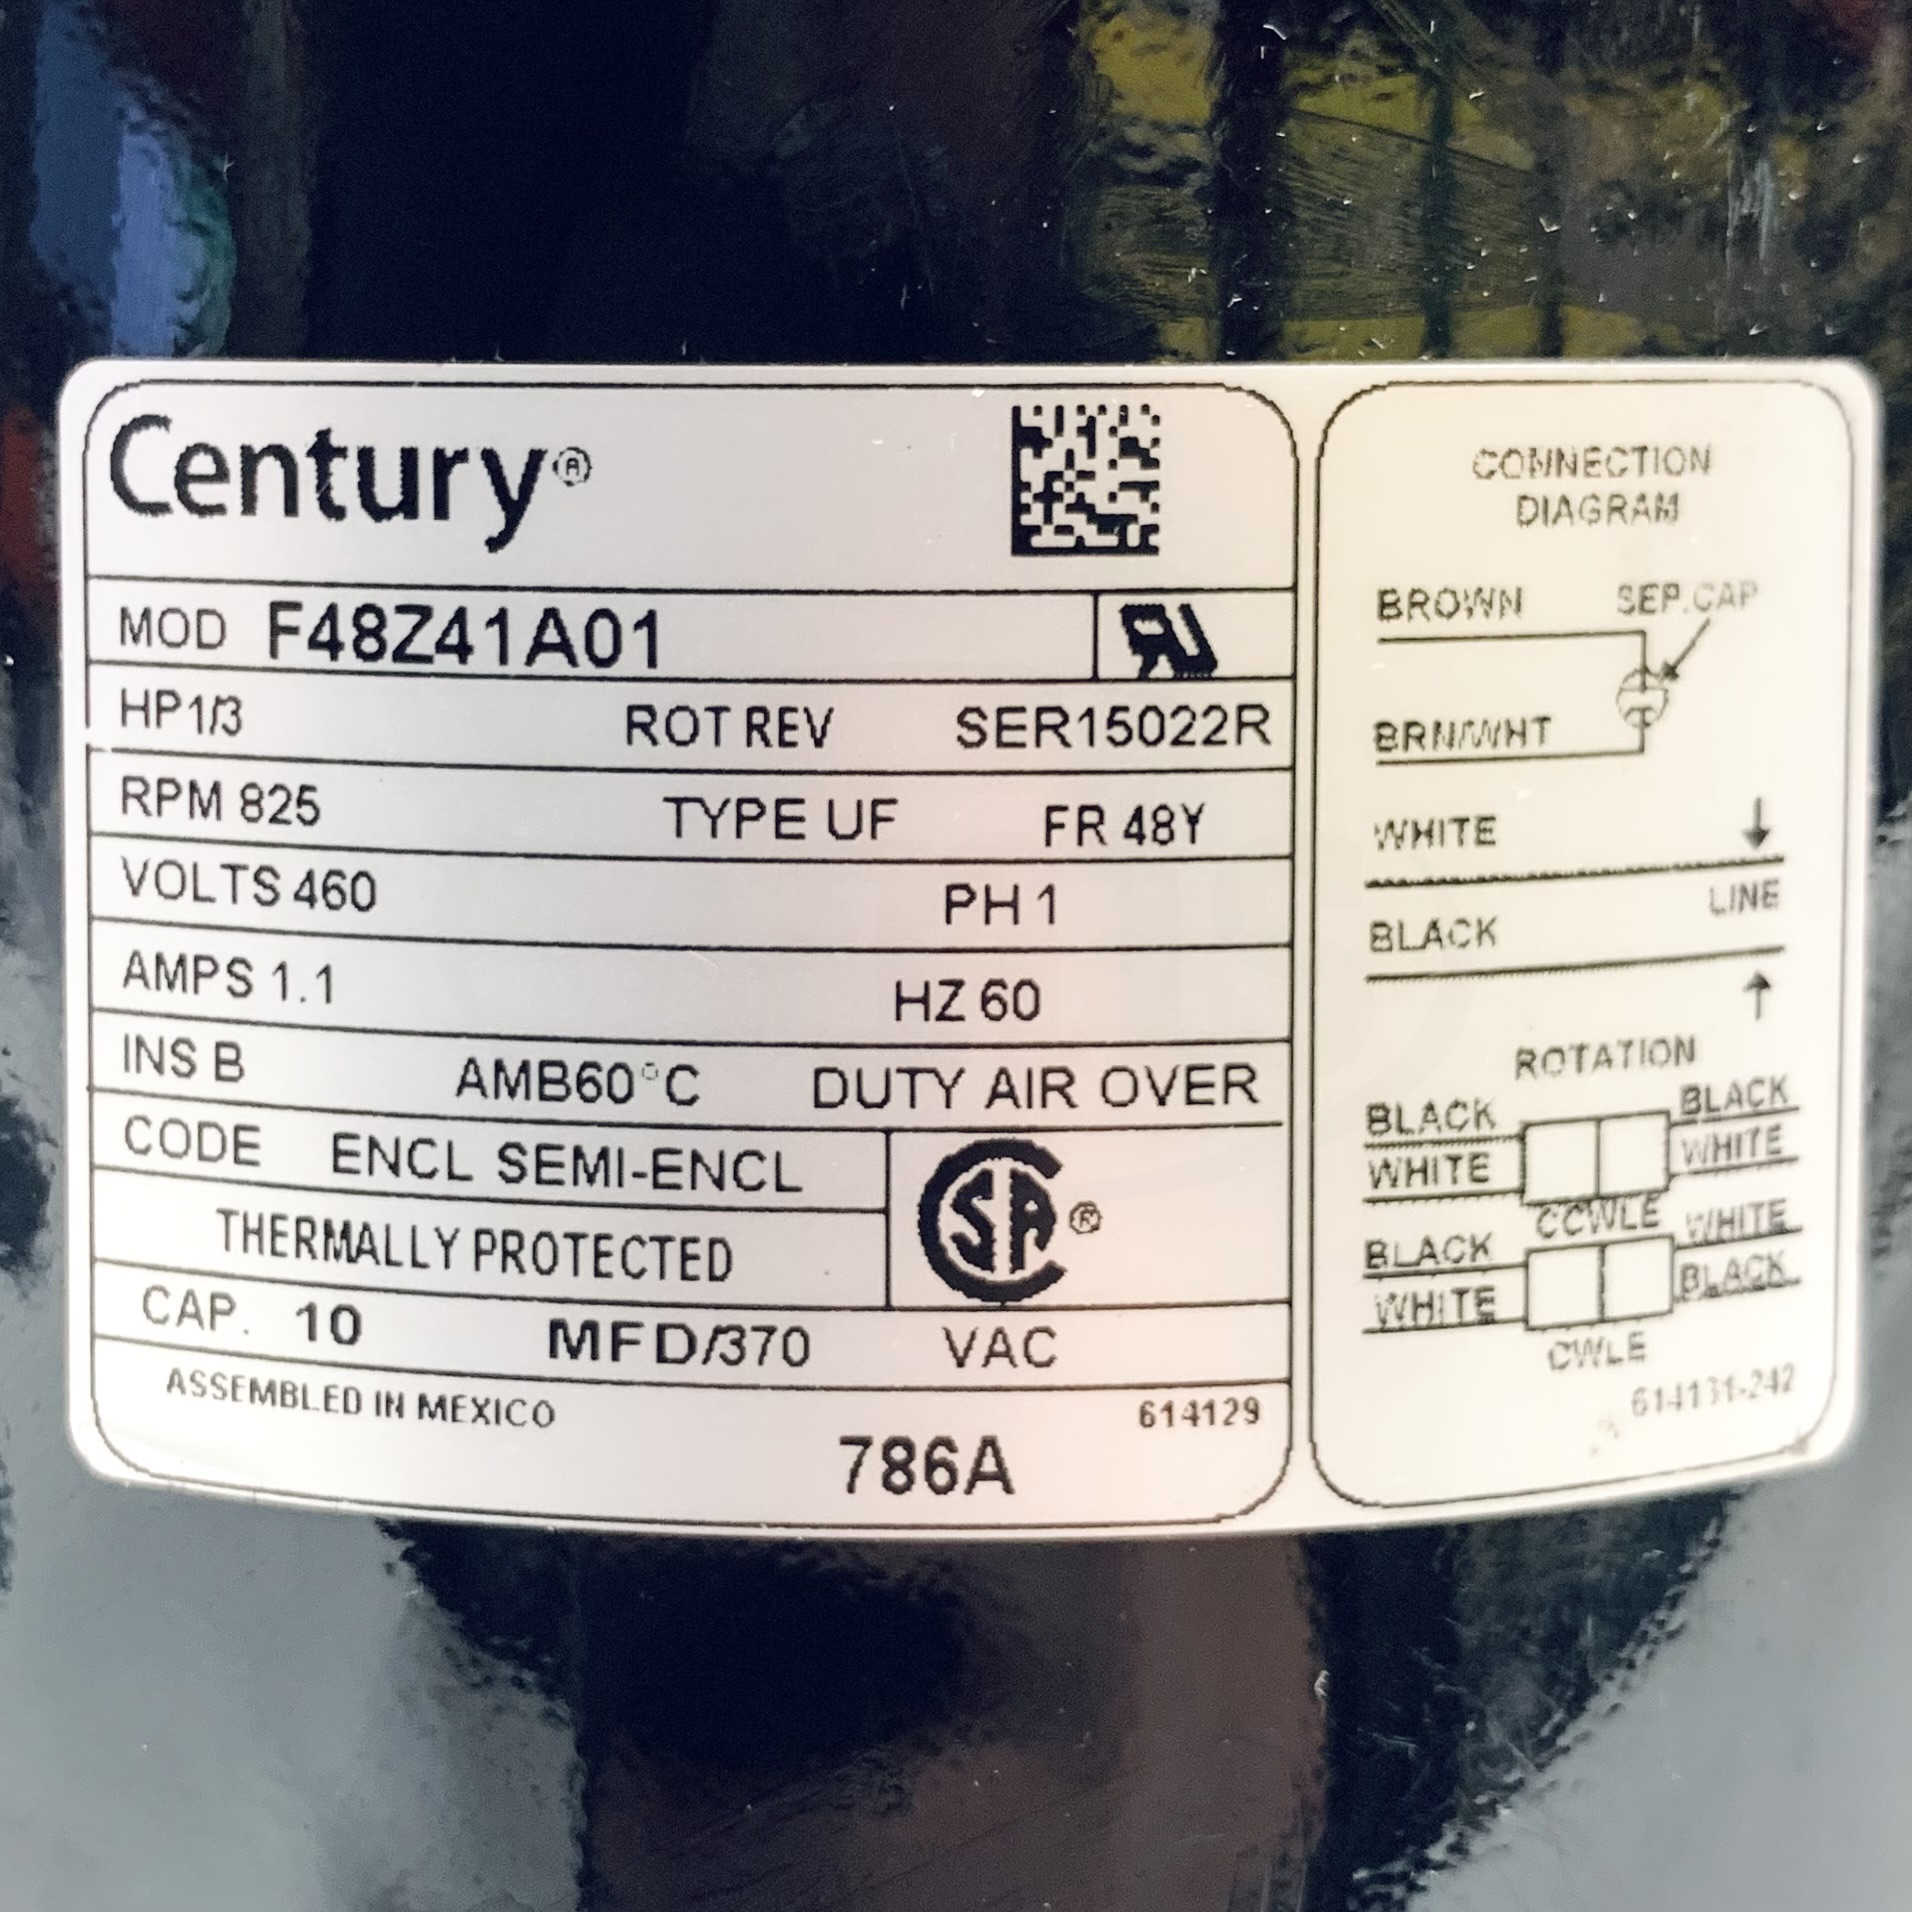 Century®
MOD F48Z41A01
HP 1/3 ROT REV SER15022R
RPM 825 TYPE UF FR 48Y
VOLTS 460 PH 1
AMPS 1.1 HZ 60
INS B AMB60°C DUTY AIR OVER
CODE ENCL SEMI-ENCL
THERMALLY PROTECTED
SA®
CAP. 10 MFD/370 VAC
ASSEMBLED IN MEXICO 614129
786A
CONNECTION
DIAGRAM
BROWN SEP.CAP
BRN/WHT
WHITE
LINE
BLACK
ROTATION
BLACK BLACK
WHITE WHITE
CCWLE
BLACK WHITE
WHITE BLACK
CWLE
614131-242